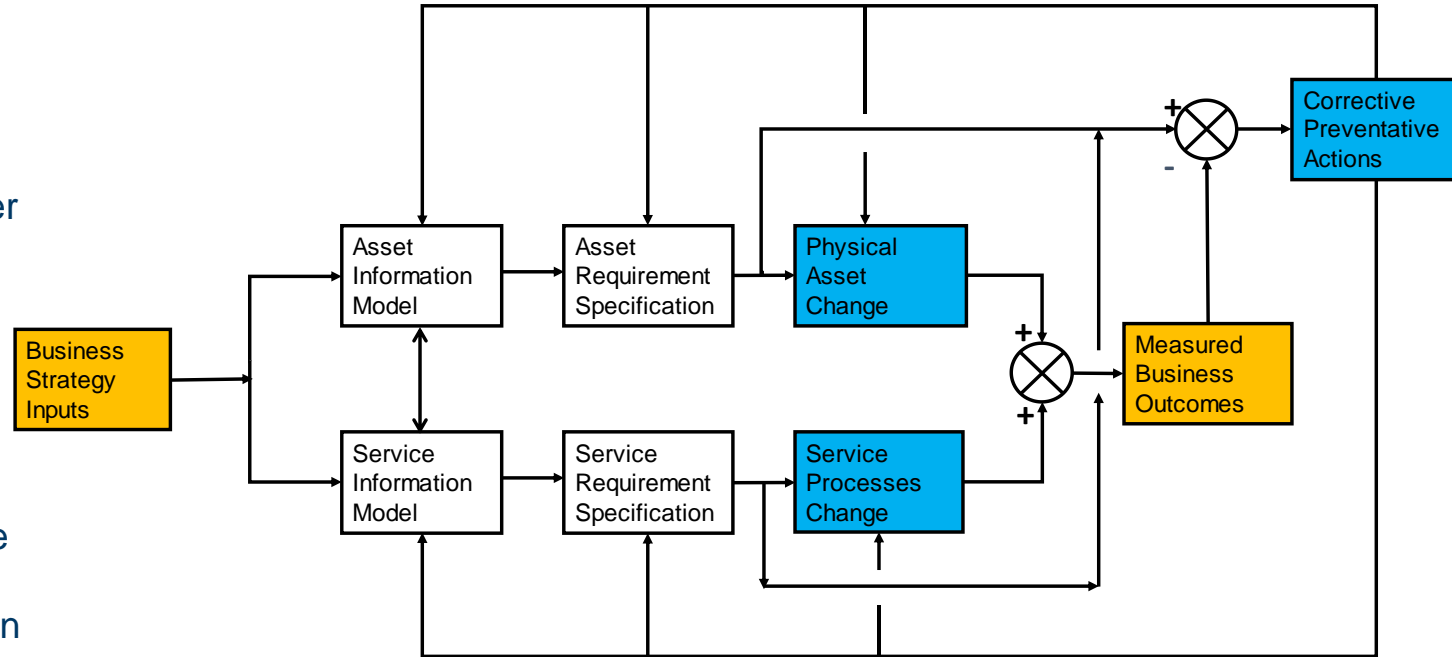 Corrective
Preventative
Actions
+
-
er
Asset
Information
Model
Asset
Requirement
Specification
Physical
Asset
Change
Business
Strategy
Inputs
+
+
Measured
Business
Outcomes
Service
Information
Model
Service
Requirement
Specification
Service
Processes
Change
e